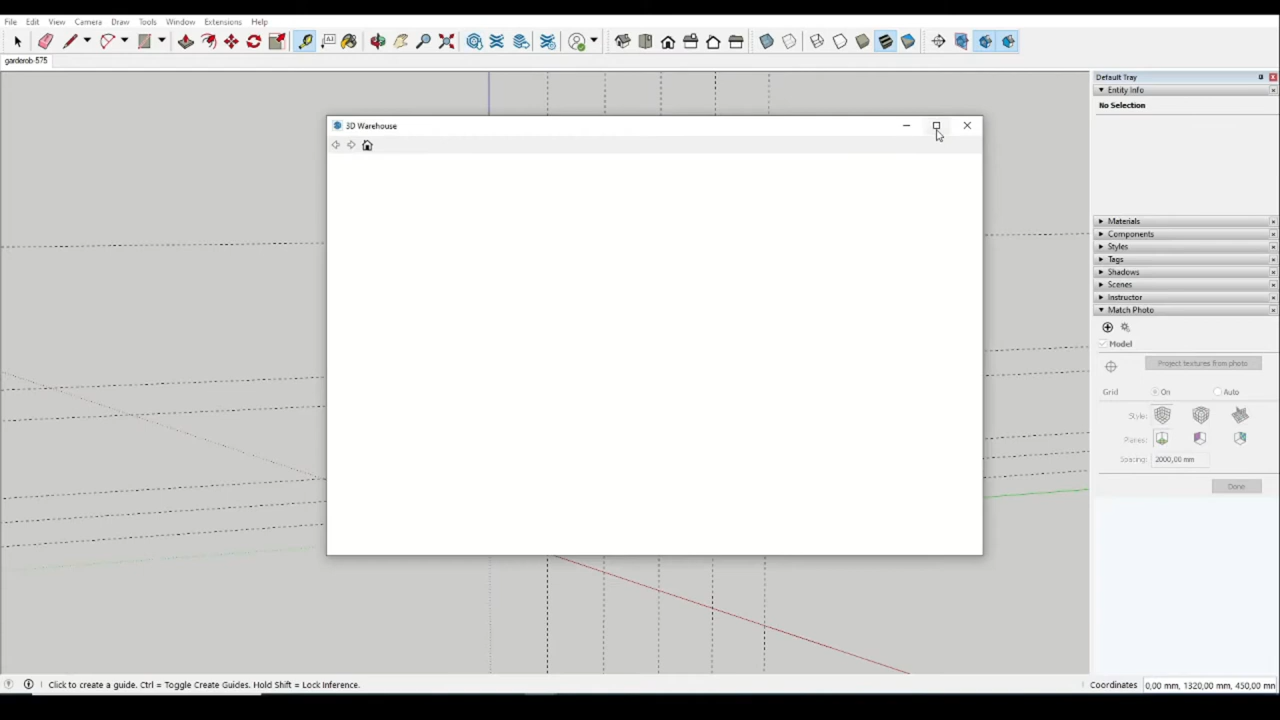 File Edit View Camera Draw Tools Window Extensions Help
garderob-575
Default Tray
Entity Info
No Selection
3D Warehouse
Materials
Components
Styles
Tags
Shadows
Scenes
Instructor
Match Photo
Model
Project textures from photo
Grid On Auto
Style:
Planes:
Spacing: 2000,00 mm
Done
Click to create a guide. Ctrl = Toggle Create Guides. Hold Shift = Lock Inference.
Coordinates 0,00 mm, 1320,00 mm, 450,00 mn